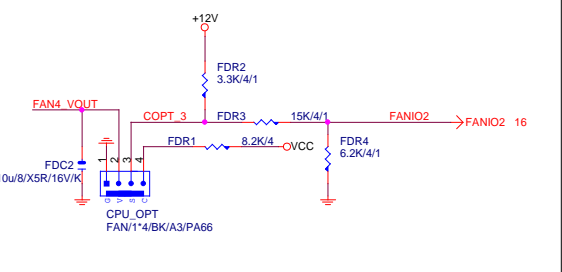 +12V
FDR2
3.3K/4/1
FAN4_VOUT
COPT_3
FDR3
15K/4/1
FANIO2
FANIO2 16
FDR1
8.2K/4
VCC
FDR4
6.2K/4/1
FDC2
10u/8/X5R/16V/K
1
2
3
4
G
V
S
C
CPU_OPT
FAN/1*4/BK/A3/PA66